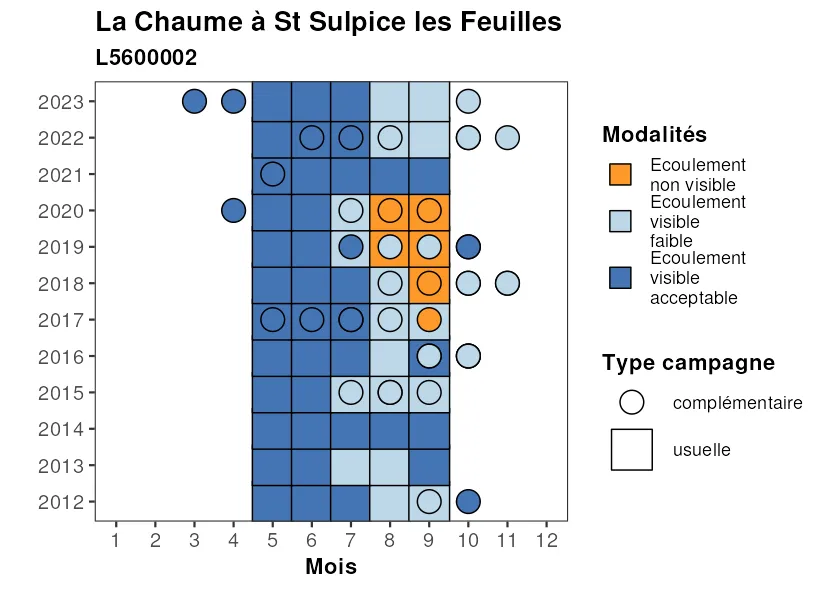 La Chaume à St Sulpice les Feuilles
L5600002
2023
2022
2021
2020
2019
2018
2017
2016
2015
2014
2013
2012
1 2 3 4 5 6 7 8 9 10 11 12
Mois
Modalités
Ecoulement
non visible
Ecoulement
visible
faible
Ecoulement
visible
acceptable
Type campagne
complémentaire
usuelle